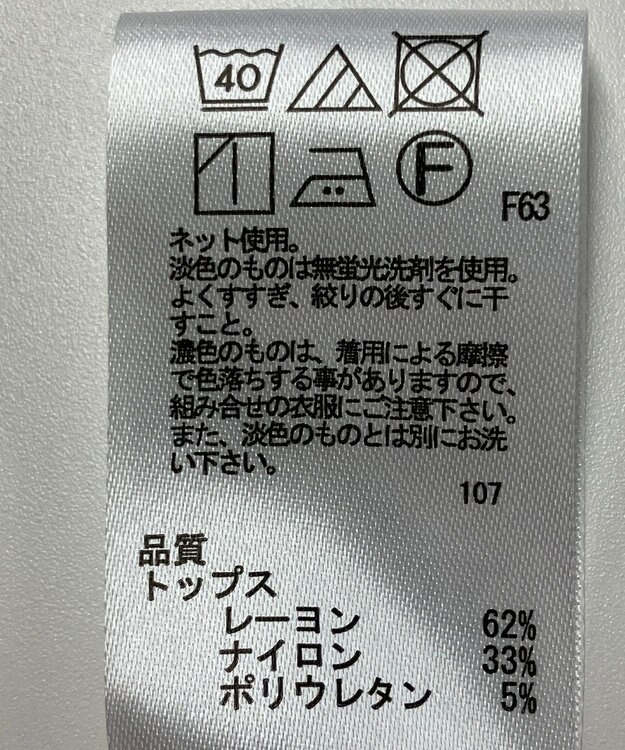 40
F
F63
ネット使用。
淡色のものは無蛍光洗剤を使用。
よくすすぎ、絞りの後すぐに干
すこと。
濃色のものは、着用による摩擦
で色落ちする事がありますので、
組み合せの衣服にご注意下さい。
また、淡色のものとは別にお洗
い下さい。
107
品質
トップス
レーヨン 62%
ナイロン 33%
ポリウレタン 5%